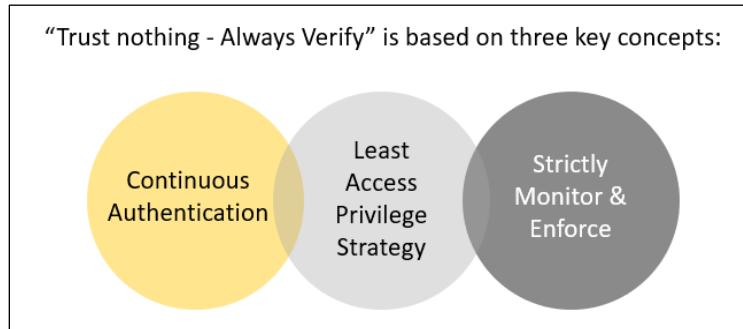 “Trust nothing - Always Verify” is based on three key concepts:
Continuous
Authentication
Least
Access
Privilege
Strategy
Strictly
Monitor &
Enforce